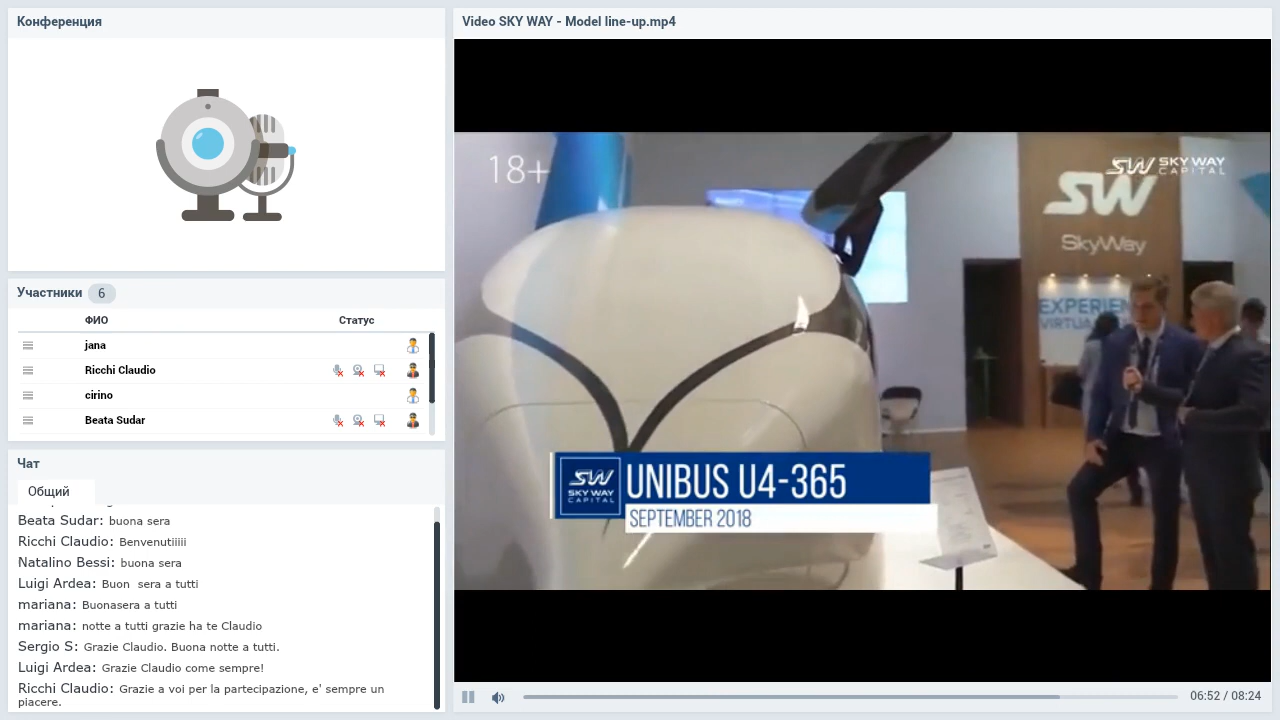 Конференция
Video SKY WAY - Model line-up.mp4
18+
SW SKY WAY
CAPITAL
SW
SkyWay
EXPERIEN
VIRTUA
UNIBUS U4-365
SW
SKY WAY
CAPITAL
SEPTEMBER 2018
06:52 / 08:24
Участники 6
ФИО Статус
jana
Ricchi Claudio
cirino
Beata Sudar
Чат
Общий
Beata Sudar: buona sera
Ricchi Claudio: Benvenutiiiii
Natalino Bessi: buona sera
Luigi Ardea: Buon  sera a tutti
mariana: Buonasera a tutti
mariana: notte a tutti grazie ha te Claudio
Sergio S: Grazie Claudio. Buona notte a tutti.
Luigi Ardea: Grazie Claudio come sempre!
Ricchi Claudio: Grazie a voi per la partecipazione, e' sempre un
piacere.